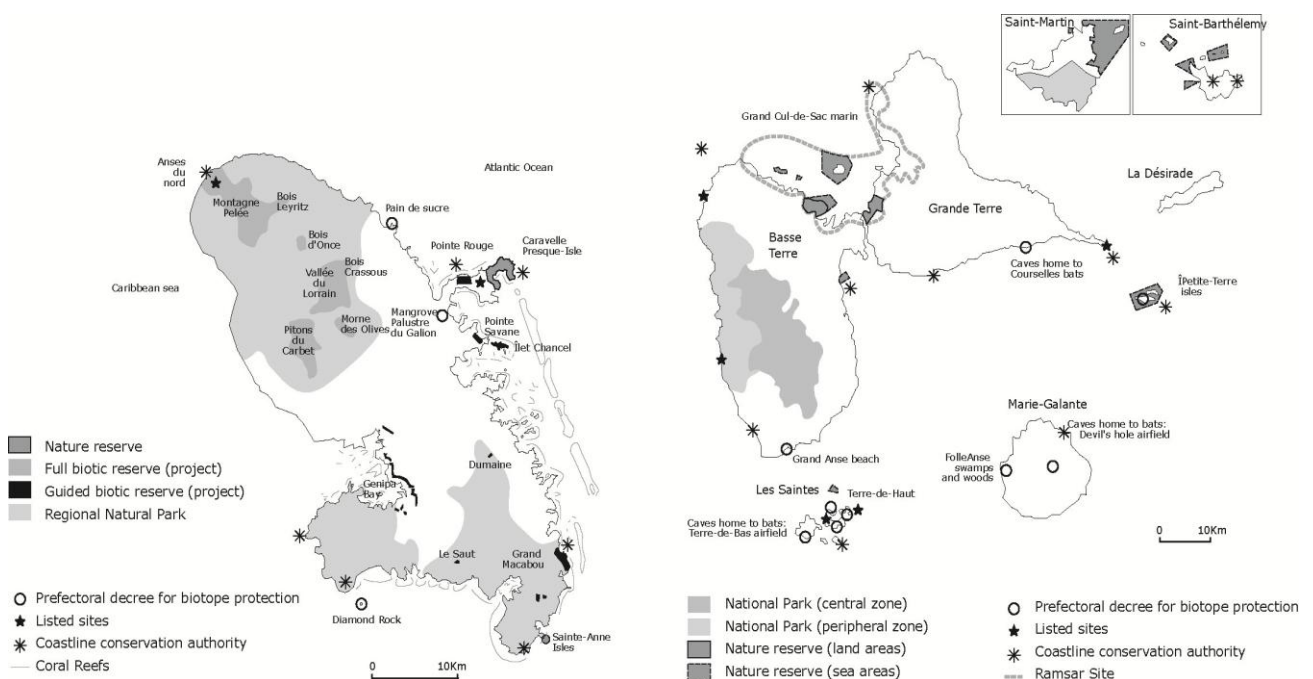 Anses
du
nord
Montagne
Pelée
Bois
Leyritz
Bois
d'Once
Bois
Crassous
Vallée
du
Lorrain
Morne
des Olives
Pitons
du
Carbet
Caribbean sea
Atlantic Ocean
Pain de sucre
Pointe Rouge
Caravelle
Presque-Isle
Mangrove
Palustre
du Galion
Pointe
Savane
Îlet Chancel
Dumaine
Genipa
Bay
Le Saut
Grand
Macabou
Diamond Rock
Sainte-Anne
Isles
Nature reserve
Full biotic reserve (project)
Guided biotic reserve (project)
Regional Natural Park
Prefectoral decree for biotope protection
Listed sites
Coastline conservation authority
Coral Reefs
0 10Km
Saint-Martin
Saint-Barthélemy
Grand Cul-de-Sac marin
La Désirade
Grande Terre
Basse
Terre
Caves home to
Courselles bats
ÎPetite-Terre
isles
Marie-Galante
Caves home to bats:
Devil's hole airfield
FolleAnse
swamps
and woods
Grand Anse beach
Les Saintes
Terre-de-Haut
Caves home to bats:
Terre-de-Bas airfield
0 10Km
National Park (central zone)
National Park (peripheral zone)
Nature reserve (land areas)
Nature reserve (sea areas)
Prefectoral decree for biotope protection
Listed sites
Coastline conservation authority
Ramsar Site